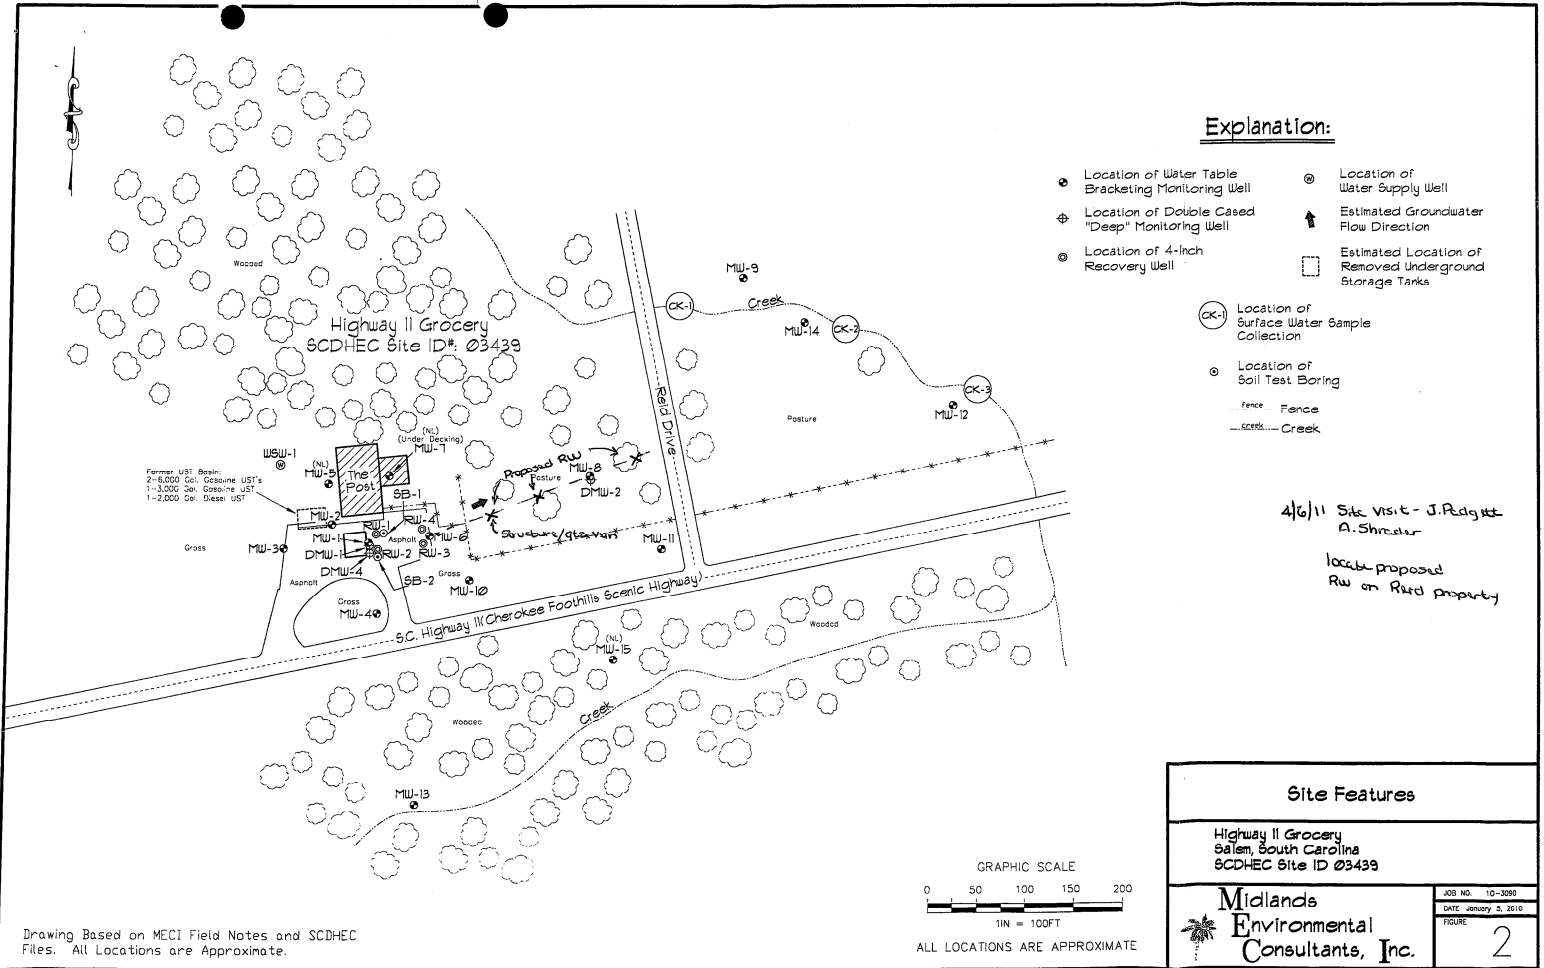 Explanation:
Location of Water Table
Bracketing Monitoring Well
Location of Double Cased
"Deep" Monitoring Well
Location of 4-inch
Recovery Well
W
Location of
Water Supply Well
Estimated Groundwater
Flow Direction
Estimated Location of
Removed Underground
Storage Tanks
CK-1
Location of
Surface Water Sample
Collection
Location of
Soil Test Boring
fence
Fence
creek
Creek
Wooded
Highway 11 Grocery
SCDHEC Site ID#: 03439
MW-9
CK-1
Creek
MW-14
CK-2
CK-3
MW-12
Reid Drive
Pasture
(NL)
(Under Decking)
MW-7
WSW-1
W
(NL)
MW-5
The
Post
Former UST Basin:
2-6,000 Gal. Gasoline UST's
1-3,000 Gal. Gasoline UST
1-2,000 Gal. Diesel UST
Proposed RW
Pasture
MW-8
DMW-2
SB-1
MW-2
RW-1
RW-4
MW-1
Asphalt
MW-6
MW-3
DMW-1
RW-2
RW-3
DMW-4
SB-2
Grass
Grass
MW-10
MW-11
Asphalt
Grass
MW-4
S.C. Highway 11(Cherokee Foothills Scenic Highway)
(NL)
MW-15
Wooded
Wooded
Creek
MW-13
4/6/11 Site visit - J. Padgett
A. Shrader
locate proposed
RW on Reid property
GRAPHIC SCALE
0 50 100 150 200
1IN = 100FT
ALL LOCATIONS ARE APPROXIMATE
Drawing Based on MECI Field Notes and SCDHEC
Files. All Locations are Approximate.
Site Features
Highway 11 Grocery
Salem, South Carolina
SCDHEC Site ID 03439
Midlands
Environmental
Consultants, Inc.
JOB NO. 10-3090
DATE January 5, 2010
FIGURE
2